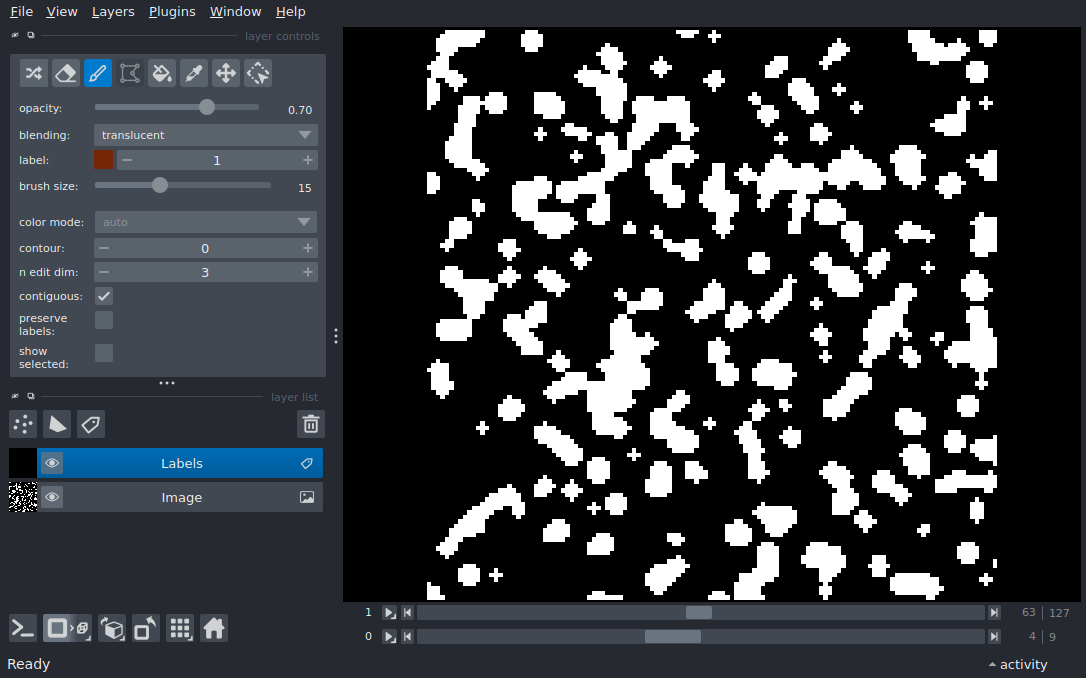 File View Layers Plugins Window Help
layer controls
opacity: 0.70
blending: translucent
label: 1
brush size: 15
color mode: auto
contour: 0
n edit dim: 3
contiguous:
preserve
labels:
show
selected:
layer list
Labels
Image
1 63 127
0 4 9
Ready activity